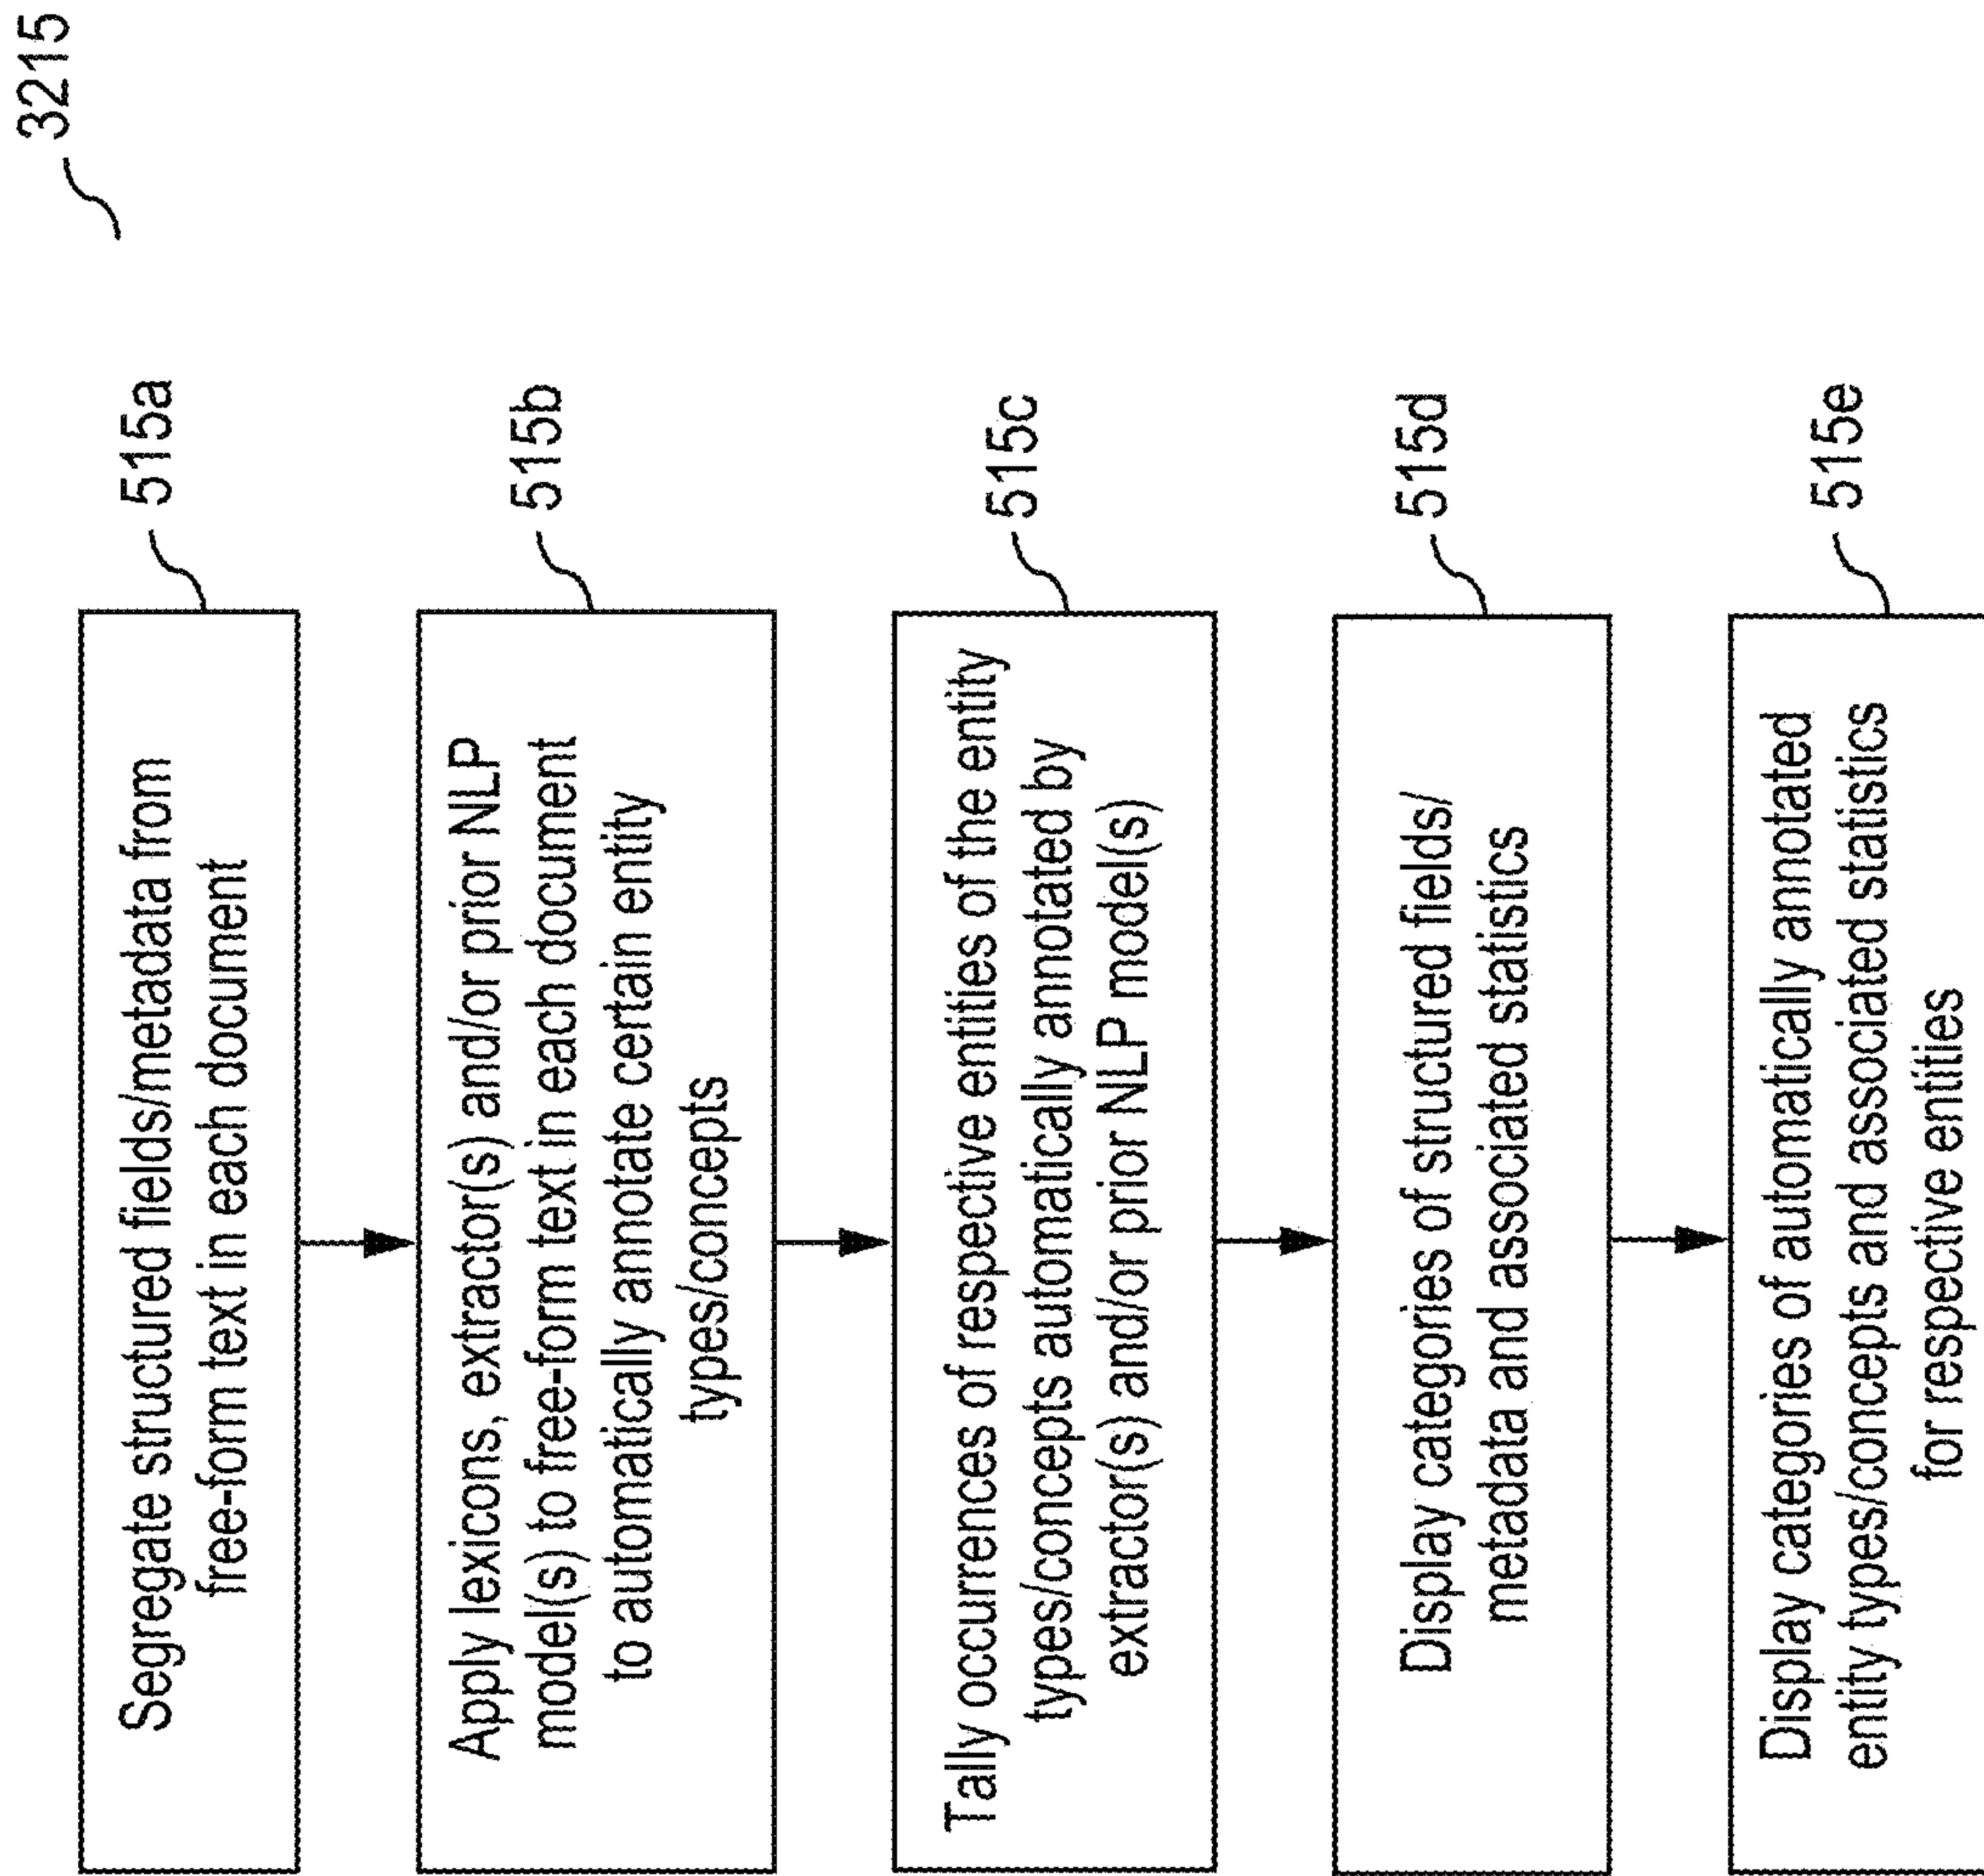 3215
515a
Segregate structured fields/metadata from
free-form text in each document
515b
Apply lexicons, extractor(s) and/or prior NLP
model(s) to free-form text in each document
to automatically annotate certain entity
types/concepts
515c
Tally occurrences of respective entities of the entity
types/concepts automatically annotated by
extractor(s) and/or prior NLP model(s)
515d
Display categories of structured fields/
metadata and associated statistics
515e
Display categories of automatically annotated
entity types/concepts and associated statistics
for respective entities